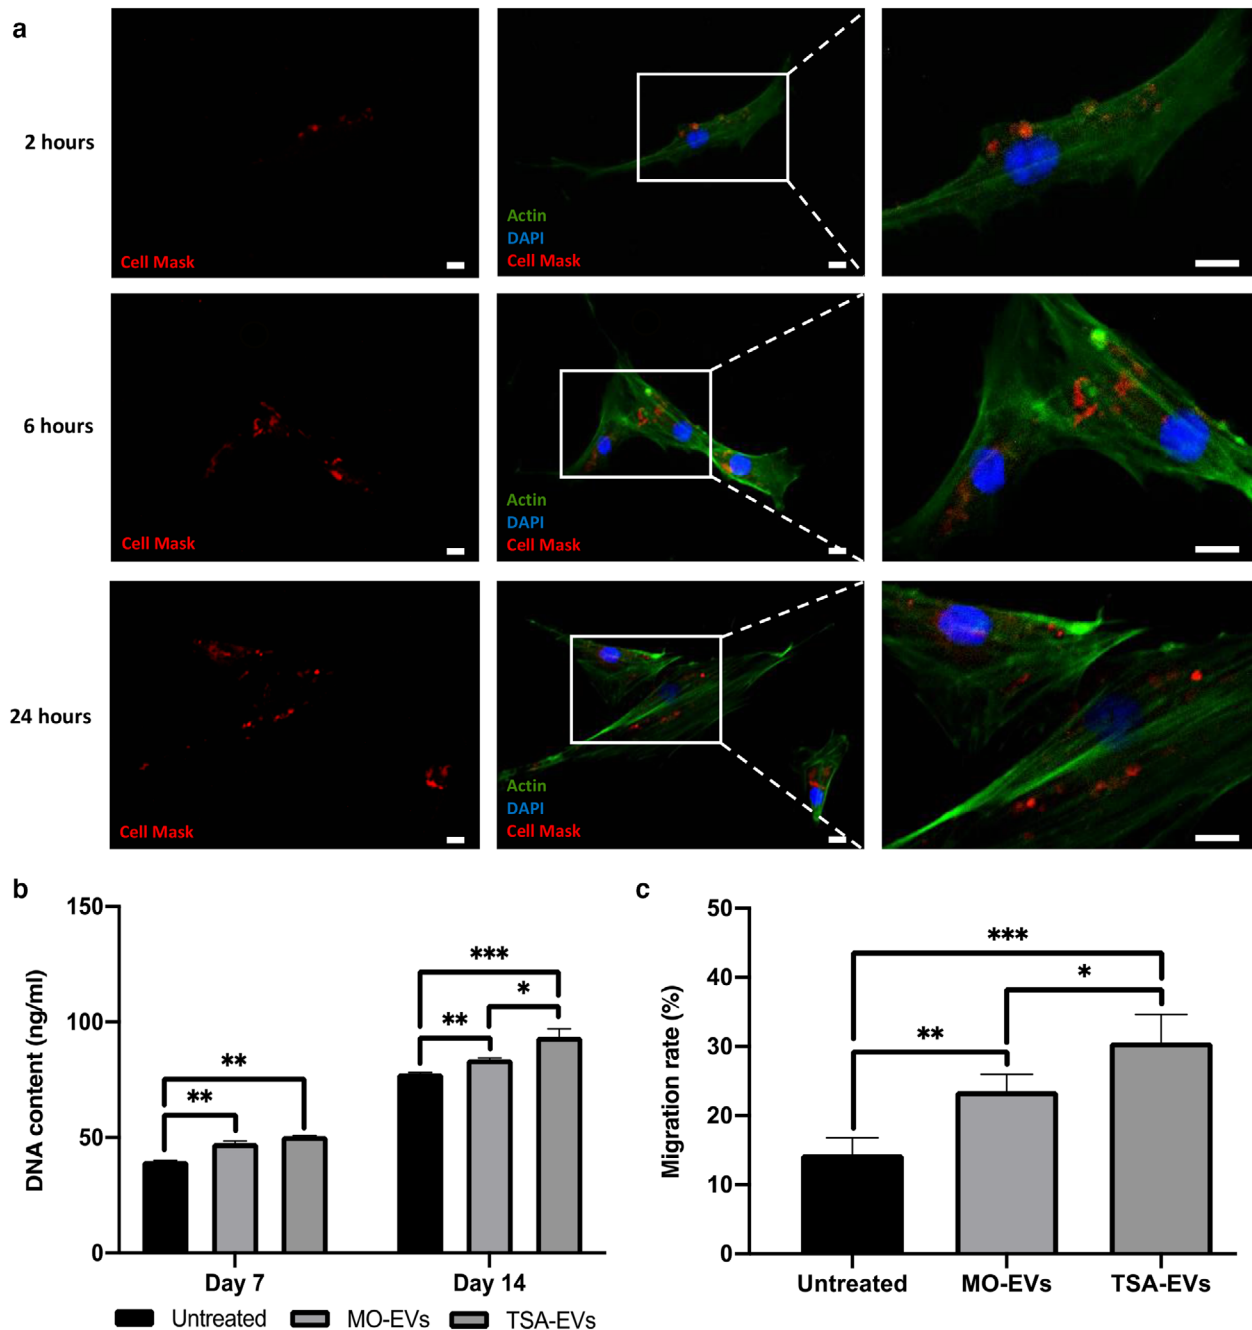 a
2 hours
Cell Mask
Actin
DAPI
Cell Mask
6 hours
Cell Mask
Actin
DAPI
Cell Mask
24 hours
Cell Mask
Actin
DAPI
Cell Mask
b
DNA content (ng/ml)
150
100
50
0
**
**
***
**
*
Day 7
Day 14
Untreated
MO-EVs
TSA-EVs
c
Migration rate (%)
50
40
30
20
10
0
***
*
**
Untreated
MO-EVs
TSA-EVs